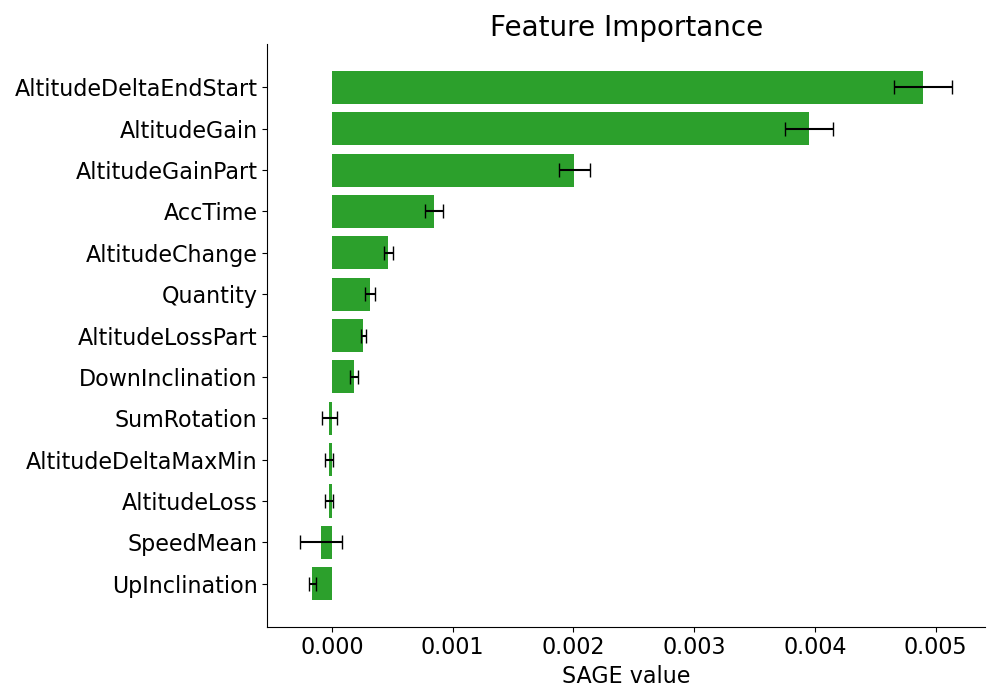 Feature Importance
AltitudeDeltaEndStart
AltitudeGain
AltitudeGainPart
AccTime
AltitudeChange
Quantity
AltitudeLossPart
DownInclination
SumRotation
AltitudeDeltaMaxMin
AltitudeLoss
SpeedMean
UpInclination
0.000 0.001 0.002 0.003 0.004 0.005
SAGE value